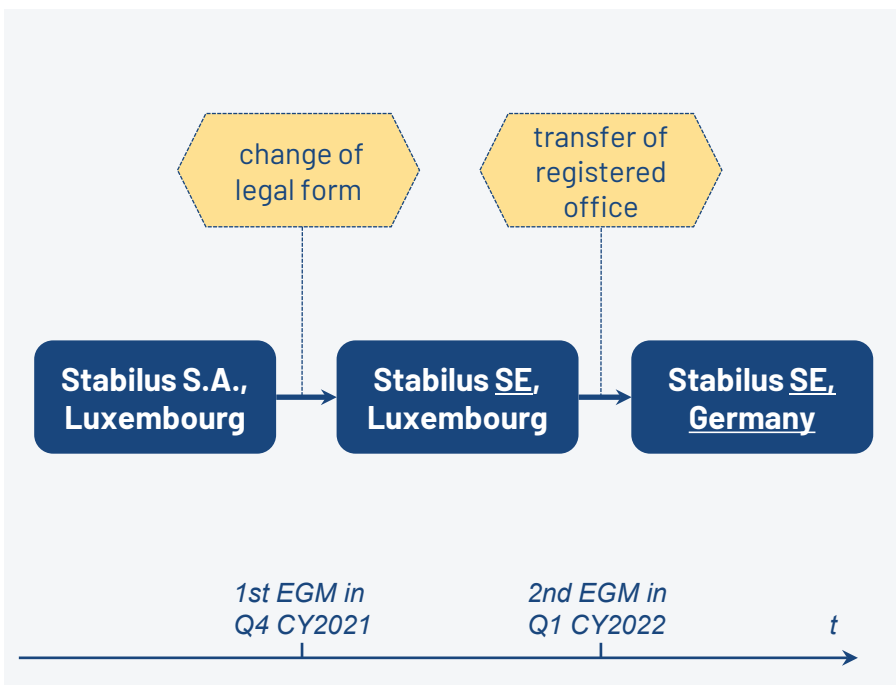 change of
legal form
transfer of
registered
office
Stabilus S.A.,
Luxembourg
Stabilus SE,
Luxembourg
Stabilus SE,
Germany
1st EGM in
Q4 CY2021
2nd EGM in
Q1 CY2022
t